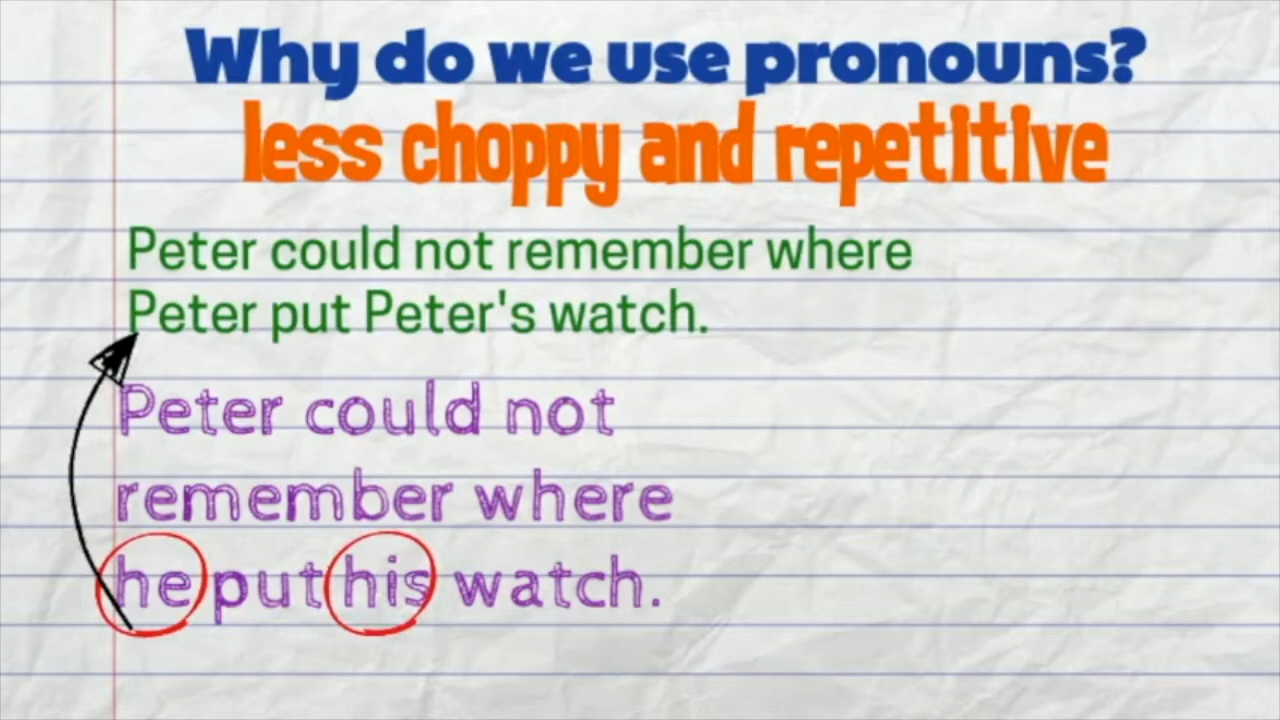 Why do we use pronouns?
less choppy and repetitive
Peter could not remember where
Peter put Peter's watch.
Peter could not
remember where
he put his watch.